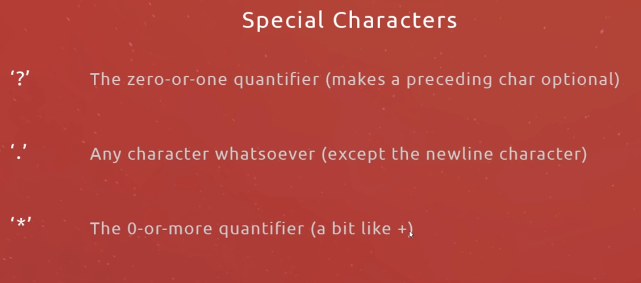 Special Characters
‘?’ The zero-or-one quantifier (makes a preceding char optional)
‘.’ Any character whatsoever (except the newline character)
‘*’ The 0-or-more quantifier (a bit like +)